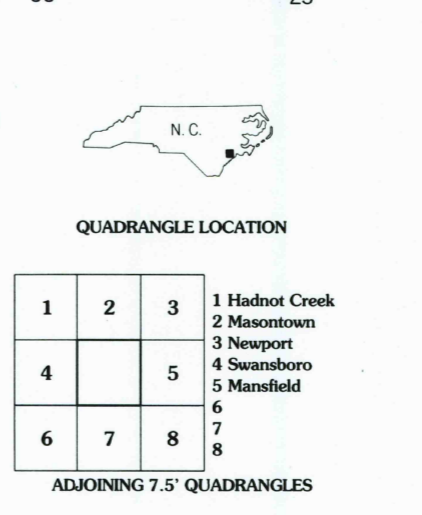 N. C.
QUADRANGLE LOCATION
1 2 3
4 5
6 7 8
1 Hadnot Creek
2 Masontown
3 Newport
4 Swansboro
5 Mansfield
6
7
8
ADJOINING 7.5' QUADRANGLES